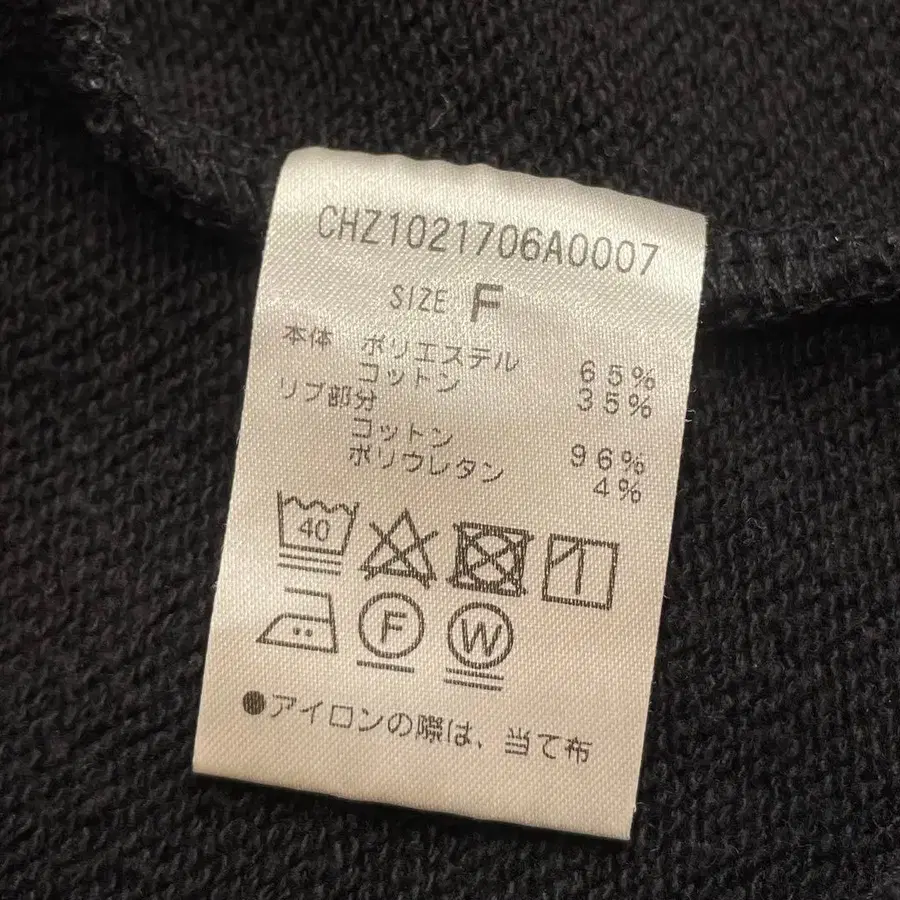 CHZ1021706A0007
SIZE F
本体 ポリエステル 65%
コットン 35%
リブ部分
コットン 96%
ポリウレタン 4%
40
F W
●アイロンの際は、当て布